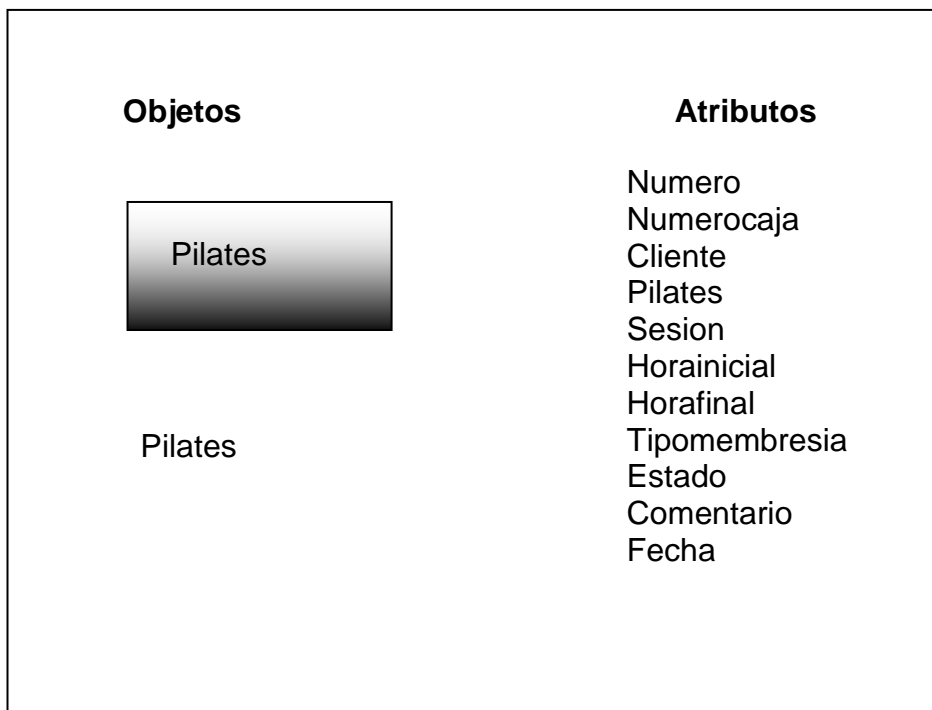 Objetos
Pilates
Pilates
Atributos
Numero
Numerocaja
Cliente
Pilates
Sesion
Horainicial
Horafinal
Tipomembresia
Estado
Comentario
Fecha